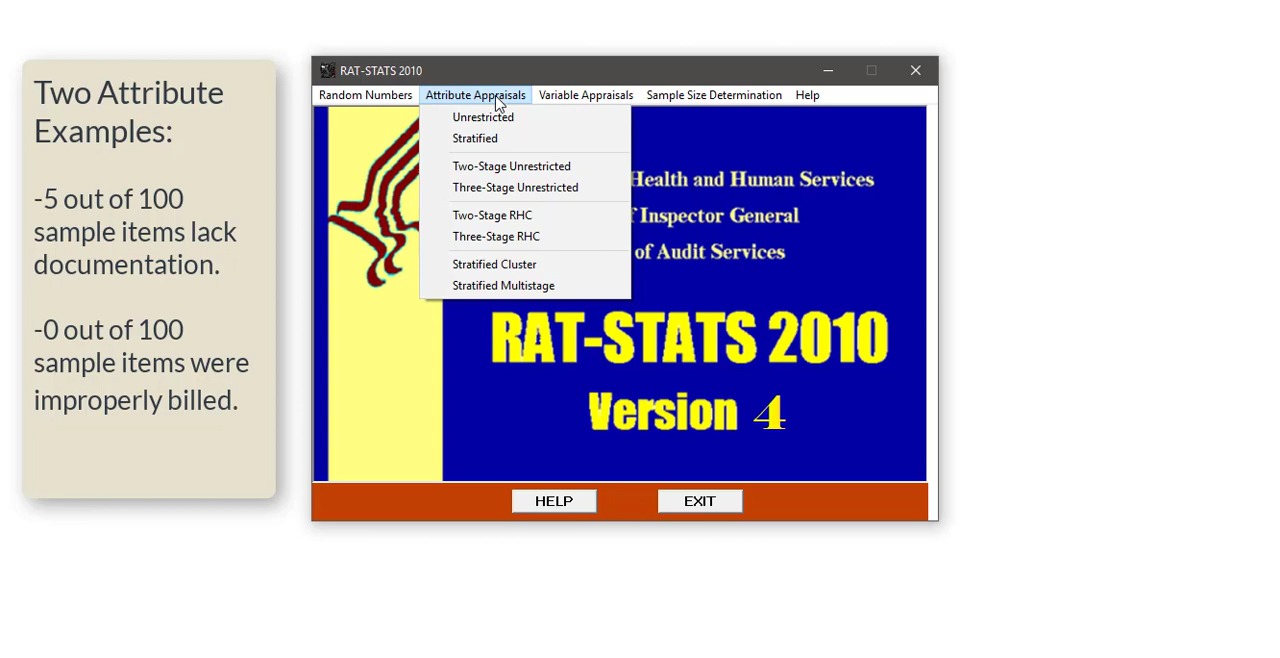 Two Attribute
Examples:
-5 out of 100
sample items lack
documentation.
-0 out of 100
sample items were
improperly billed.
RAT-STATS 2010
Random Numbers Attribute Appraisals Variable Appraisals Sample Size Determination Help
Unrestricted
Stratified
Two-Stage Unrestricted
Three-Stage Unrestricted
Two-Stage RHC
Three-Stage RHC
Stratified Cluster
Stratified Multistage
Health and Human Services
Inspector General
of Audit Services
RAT-STATS 2010
Version 4
HELP EXIT